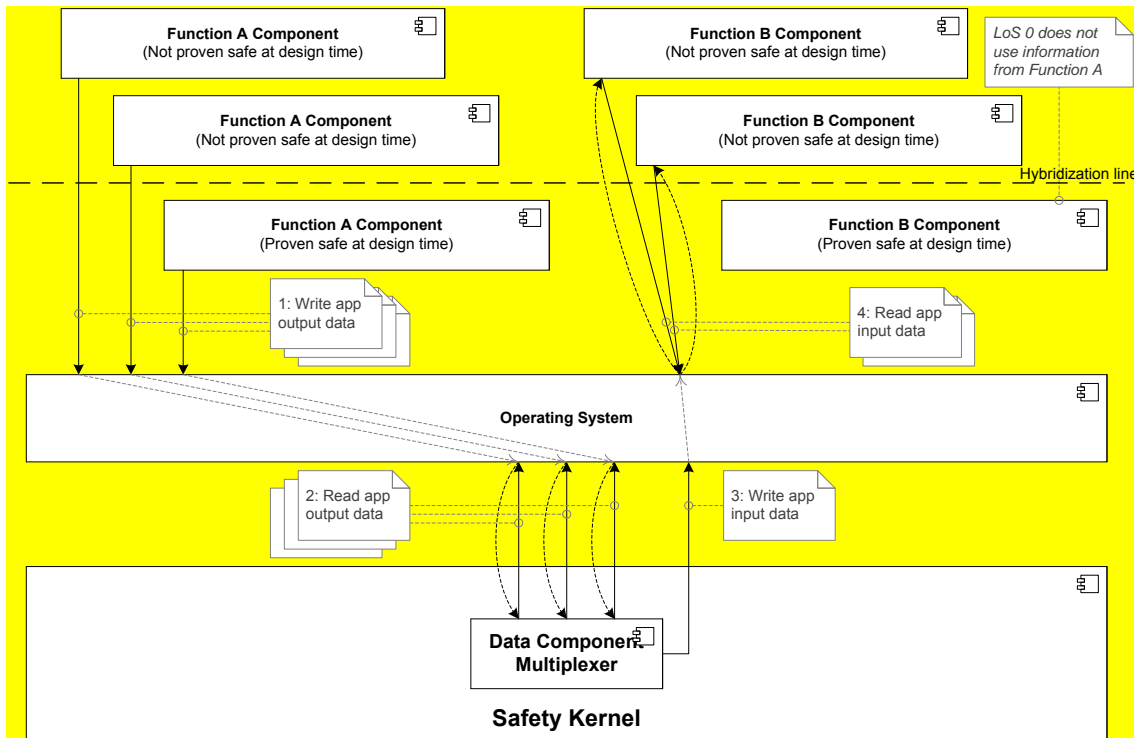 Function A Component
(Not proven safe at design time)
Function B Component
(Not proven safe at design time)
LoS 0 does not
use information
from Function A
Function A Component
(Not proven safe at design time)
Function B Component
(Not proven safe at design time)
Hybridization line
Function A Component
(Proven safe at design time)
Function B Component
(Proven safe at design time)
1: Write app
output data
4: Read app
input data
Operating System
2: Read app
output data
3: Write app
input data
Data Component
Multiplexer
Safety Kernel